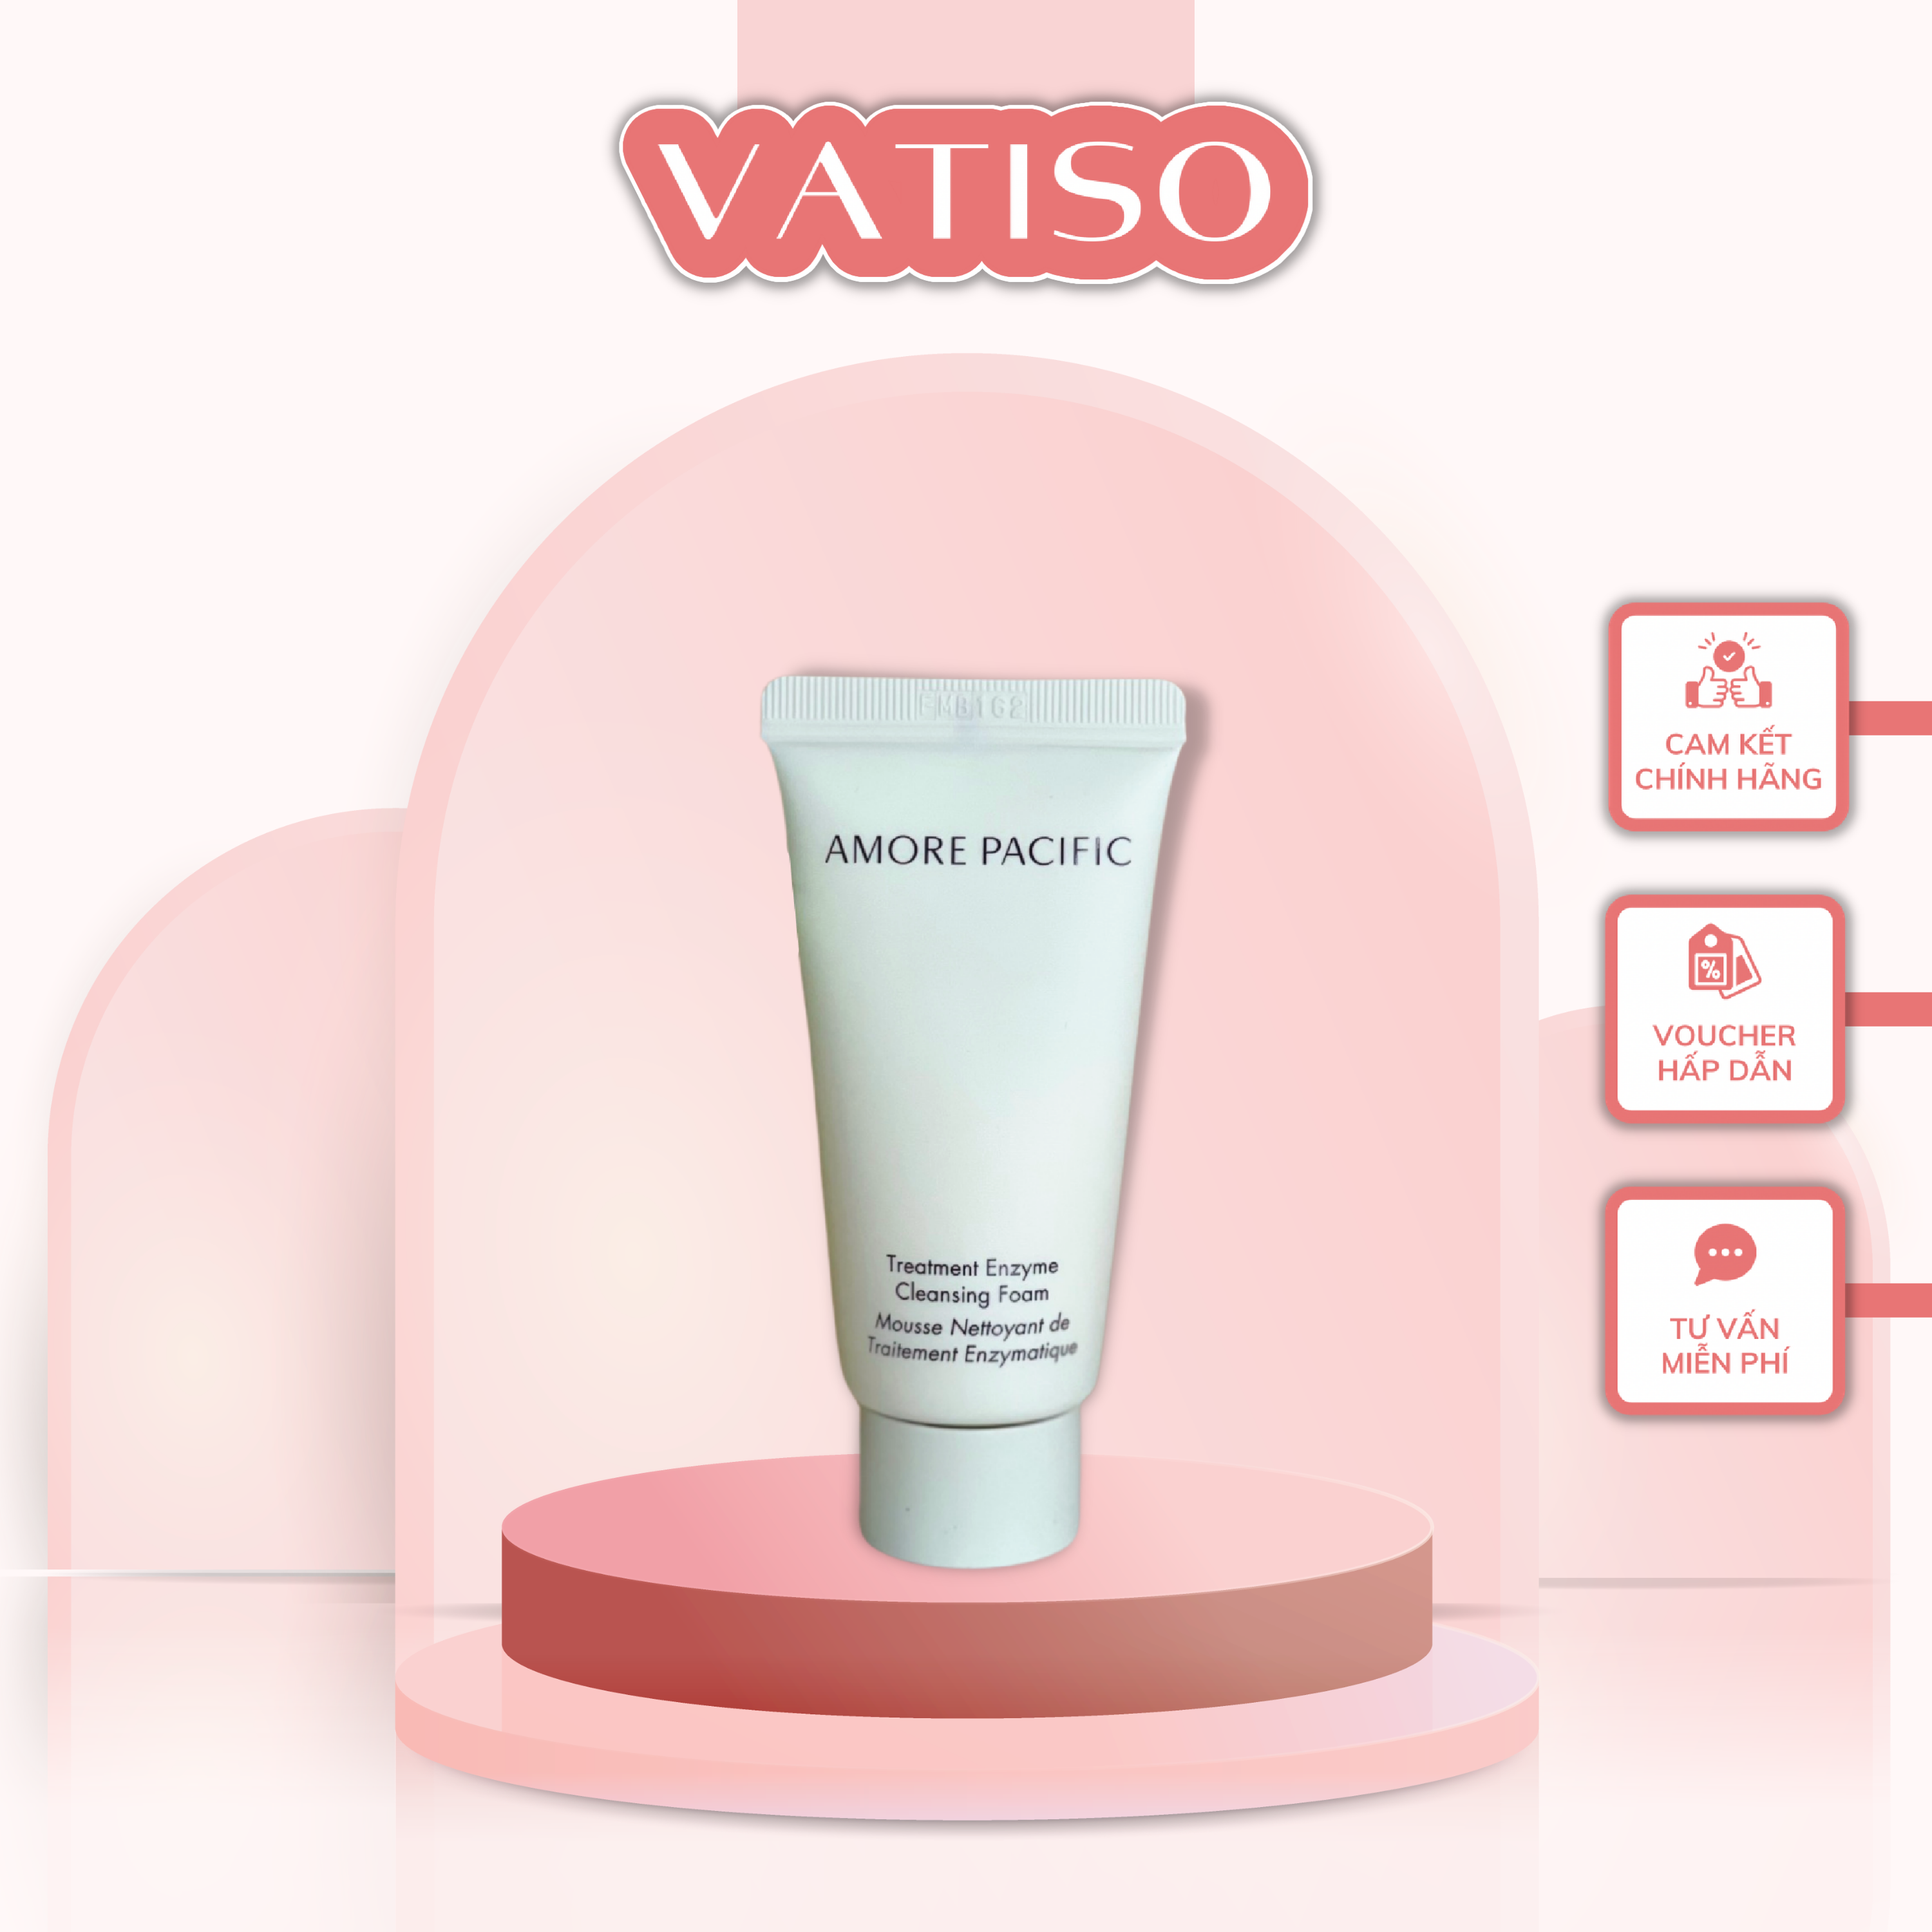 VATISO
AMORE PACIFIC
Treatment Enzyme
Cleansing Foam
Mousse Nettoyant de
Traitement Enzymatique
CAM KẾT
CHÍNH HÃNG
VOUCHER
HẤP DẪN
TƯ VẤN
MIỄN PHÍ